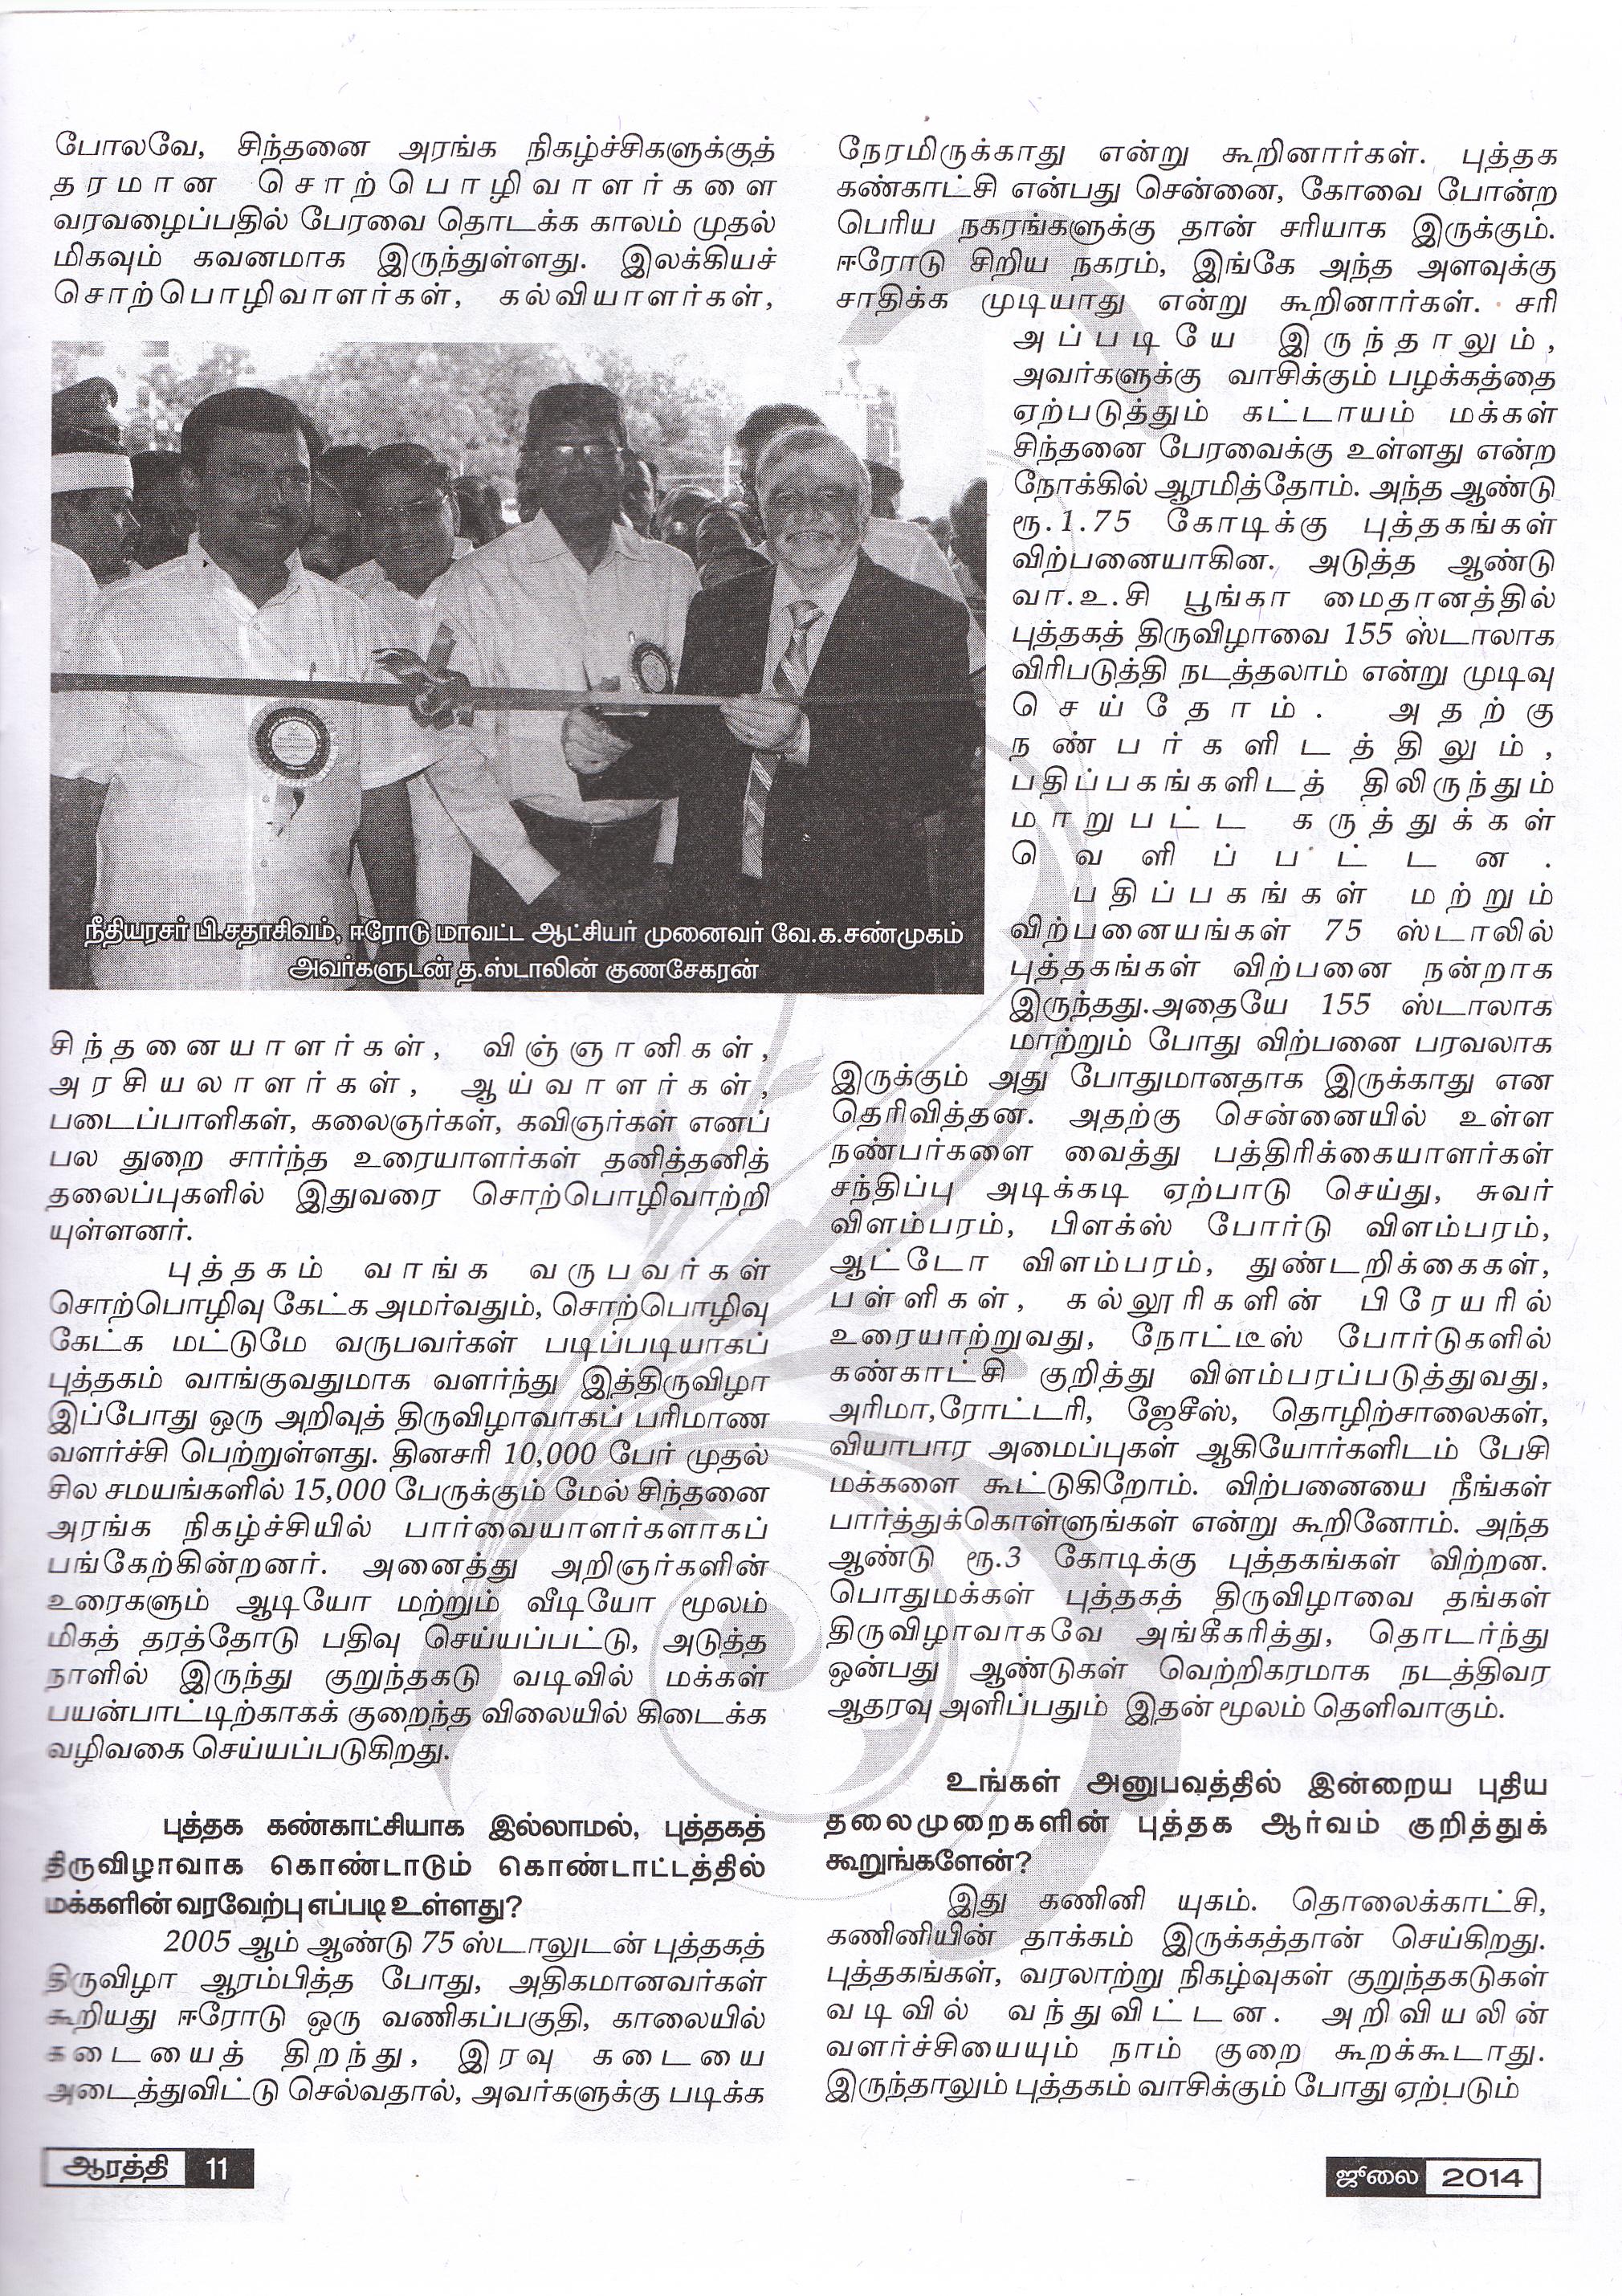 போலவே, சிந்தனை அரங்க நிகழ்ச்சிகளுக்குத்
தரமான சொற்பொழிவாளர்களை
வரவழைப்பதில் பேரவை தொடக்க காலம் முதல்
மிகவும் கவனமாக இருந்துள்ளது. இலக்கியச்
சொற்பொழிவாளர்கள், கல்வியாளர்கள்,
நீதியரசர் பி.சதாசிவம், ஈரோடு மாவட்ட ஆட்சியர் முனைவர் வே.க.சண்முகம்
அவர்களுடன் த.ஸ்டாலின் குணசேகரன்
சிந்தனையாளர்கள், விஞ்ஞானிகள்,
அரசியலாளர்கள், ஆய்வாளர்கள்,
படைப்பாளிகள், கலைஞர்கள், கவிஞர்கள் எனப்
பல துறை சார்ந்த உரையாளர்கள் தனித்தனித்
தலைப்புகளில் இதுவரை சொற்பொழிவாற்றி
யுள்ளனர்.
புத்தகம் வாங்க வருபவர்கள்
சொற்பொழிவு கேட்க அமர்வதும், சொற்பொழிவு
கேட்க மட்டுமே வருபவர்கள் படிப்படியாகப்
புத்தகம் வாங்குவதுமாக வளர்ந்து இத்திருவிழா
இப்போது ஒரு அறிவுத் திருவிழாவாகப் பரிமாண
வளர்ச்சி பெற்றுள்ளது. தினசரி 10,000 பேர் முதல்
சில சமயங்களில் 15,000 பேருக்கும் மேல் சிந்தனை
அரங்க நிகழ்ச்சியில் பார்வையாளர்களாகப்
பங்கேற்கின்றனர். அனைத்து அறிஞர்களின்
உரைகளும் ஆடியோ மற்றும் வீடியோ மூலம்
மிகத் தரத்தோடு பதிவு செய்யப்பட்டு, அடுத்த
நாளில் இருந்து குறுந்தகடு வடிவில் மக்கள்
பயன்பாட்டிற்காகக் குறைந்த விலையில் கிடைக்க
வழிவகை செய்யப்படுகிறது.
புத்தக கண்காட்சியாக இல்லாமல், புத்தகத்
திருவிழாவாக கொண்டாடும் கொண்டாட்டத்தில்
மக்களின் வரவேற்பு எப்படி உள்ளது?
2005 ஆம் ஆண்டு 75 ஸ்டாலுடன் புத்தகத்
திருவிழா ஆரம்பித்த போது, அதிகமானவர்கள்
கூறியது ஈரோடு ஒரு வணிகப்பகுதி, காலையில்
கடையைத் திறந்து, இரவு கடையை
அடைத்துவிட்டு செல்வதால், அவர்களுக்கு படிக்க
நேரமிருக்காது என்று கூறினார்கள். புத்தக
கண்காட்சி என்பது சென்னை, கோவை போன்ற
பெரிய நகரங்களுக்கு தான் சரியாக இருக்கும்.
ஈரோடு சிறிய நகரம், இங்கே அந்த அளவுக்கு
சாதிக்க முடியாது என்று கூறினார்கள். சரி
அப்படியே இருந்தாலும்,
அவர்களுக்கு வாசிக்கும் பழக்கத்தை
ஏற்படுத்தும் கட்டாயம் மக்கள்
சிந்தனை பேரவைக்கு உள்ளது என்ற
நோக்கில் ஆரமித்தோம். அந்த ஆண்டு
ரூ.1.75 கோடிக்கு புத்தகங்கள்
விற்பனையாகின. அடுத்த ஆண்டு
வா.உ.சி பூங்கா மைதானத்தில்
புத்தகத் திருவிழாவை 155 ஸ்டாலாக
விரிபடுத்தி நடத்தலாம் என்று முடிவு
செய்தோம். அதற்கு
நண்பர்களிடத்திலும்,
பதிப்பகங்களிடத் திலிருந்தும்
மாறுபட்ட கருத்துக்கள்
வெளிப்பட்டன.
பதிப்பகங்கள் மற்றும்
விற்பனையங்கள் 75 ஸ்டாலில்
புத்தகங்கள் விற்பனை நன்றாக
இருந்தது.அதையே 155 ஸ்டாலாக
மாற்றும் போது விற்பனை பரவலாக
இருக்கும் அது போதுமானதாக இருக்காது என
தெரிவித்தன. அதற்கு சென்னையில் உள்ள
நண்பர்களை வைத்து பத்திரிக்கையாளர்கள்
சந்திப்பு அடிக்கடி ஏற்பாடு செய்து, சுவர்
விளம்பரம், பிளக்ஸ் போர்டு விளம்பரம்,
ஆட்டோ விளம்பரம், துண்டறிக்கைகள்,
பள்ளிகள், கல்லூரிகளின் பிரேயரில்
உரையாற்றுவது, நோட்டீஸ் போர்டுகளில்
கண்காட்சி குறித்து விளம்பரப்படுத்துவது,
அரிமா,ரோட்டரி, ஜேசீஸ், தொழிற்சாலைகள்,
வியாபார அமைப்புகள் ஆகியோர்களிடம் பேசி
மக்களை கூட்டுகிறோம். விற்பனையை நீங்கள்
பார்த்துக்கொள்ளுங்கள் என்று கூறினோம். அந்த
ஆண்டு ரூ.3 கோடிக்கு புத்தகங்கள் விற்றன.
பொதுமக்கள் புத்தகத் திருவிழாவை தங்கள்
திருவிழாவாகவே அங்கீகரித்து, தொடர்ந்து
ஒன்பது ஆண்டுகள் வெற்றிகரமாக நடத்திவர
ஆதரவு அளிப்பதும் இதன் மூலம் தெளிவாகும்.
உங்கள் அனுபவத்தில் இன்றைய புதிய
தலைமுறைகளின் புத்தக ஆர்வம் குறித்துக்
கூறுங்களேன்?
இது கணினி யுகம். தொலைக்காட்சி,
கணினியின் தாக்கம் இருக்கத்தான் செய்கிறது.
புத்தகங்கள், வரலாற்று நிகழ்வுகள் குறுந்தகடுகள்
வடிவில் வந்துவிட்டன. அறிவியலின்
வளர்ச்சியையும் நாம் குறை கூறக்கூடாது.
இருந்தாலும் புத்தகம் வாசிக்கும் போது ஏற்படும்
ஆரத்தி 11
ஜுலை 2014